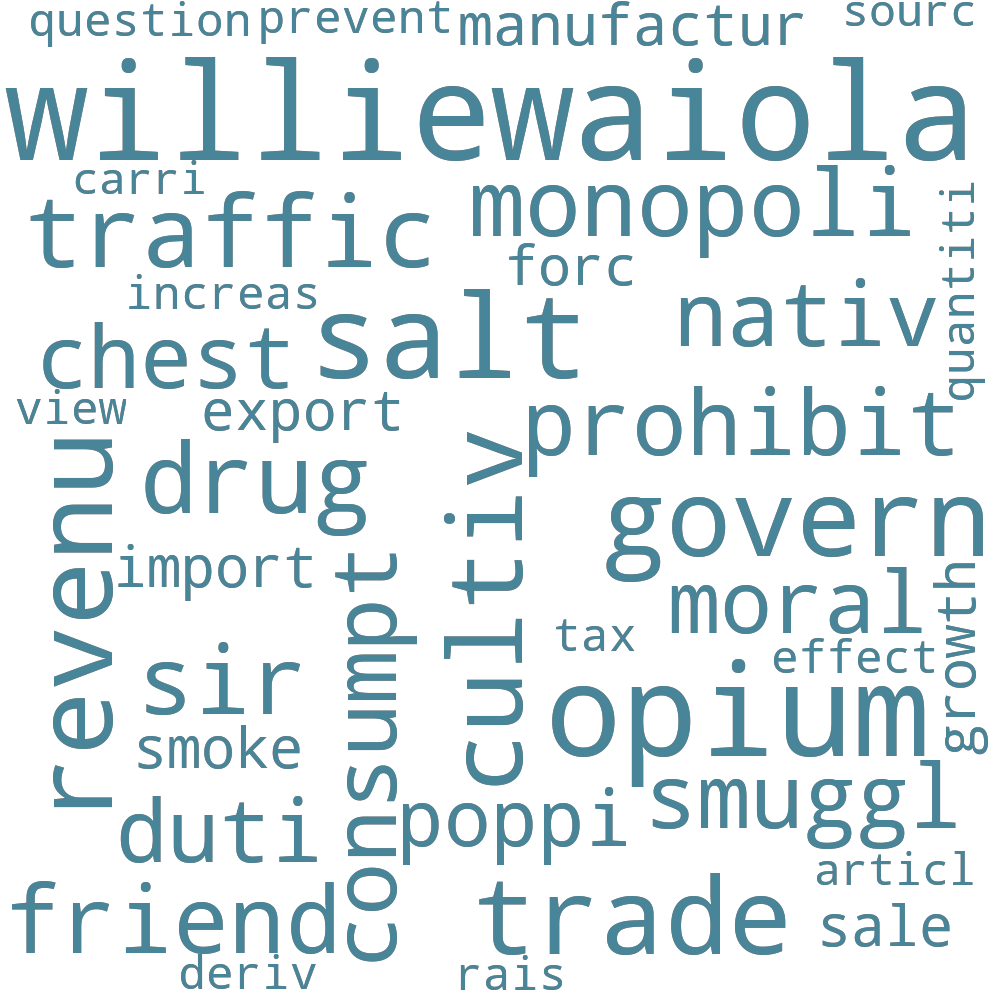 question
prevent
manufactur
sourc
williewaiola
carri
traffic
monopoli
quantiti
forc
increas
salt
nativ
chest
view
export
prohibit
revenu
drug
cultiv
govern
import
consumpt
moral
growth
tax
effect
sir
opium
smoke
smuggl
duti
poppi
articl
friend
trade
sale
deriv
rais